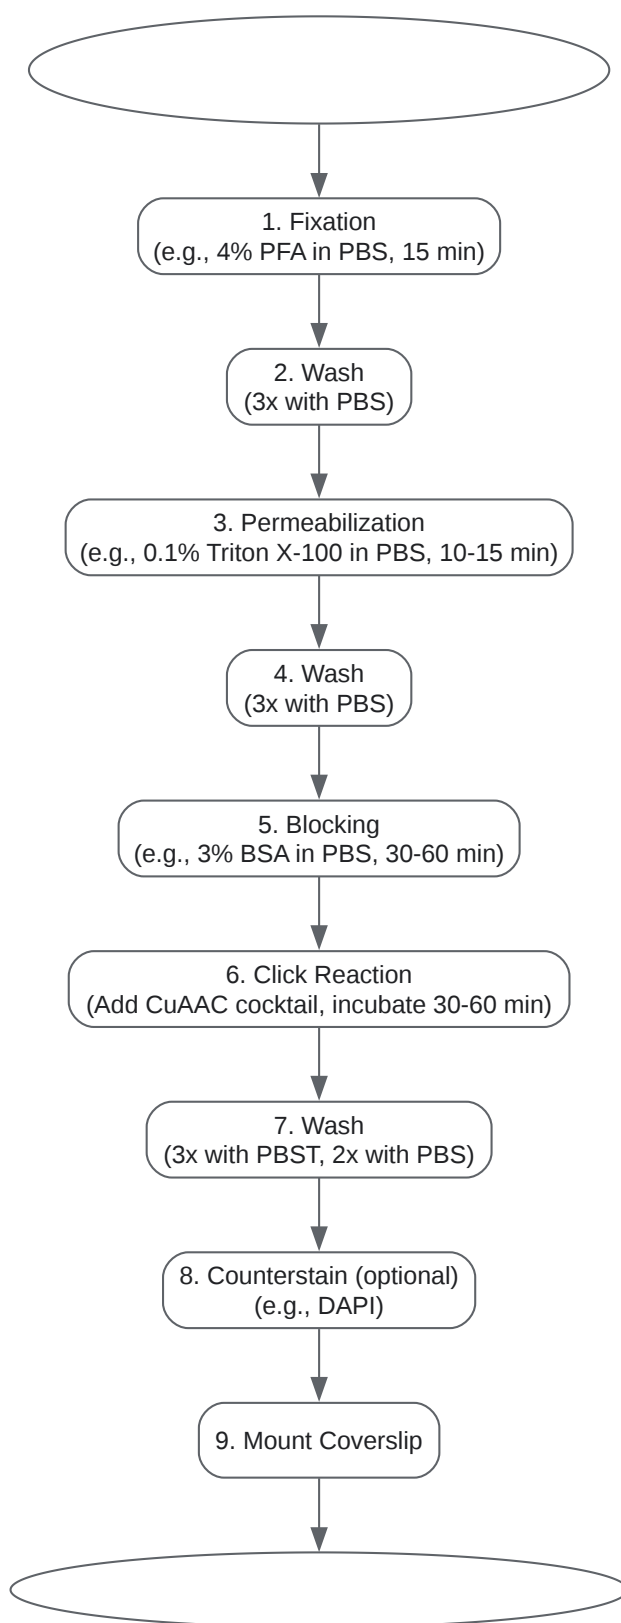 1. Fixation
(e.g., 4% PFA in PBS, 15 min)
2. Wash
(3x with PBS)
3. Permeabilization
(e.g., 0.1% Triton X-100 in PBS, 10-15 min)
4. Wash
(3x with PBS)
5. Blocking
(e.g., 3% BSA in PBS, 30-60 min)
6. Click Reaction
(Add CuAAC cocktail, incubate 30-60 min)
7. Wash
(3x with PBST, 2x with PBS)
8. Counterstain (optional)
(e.g., DAPI)
9. Mount Coverslip